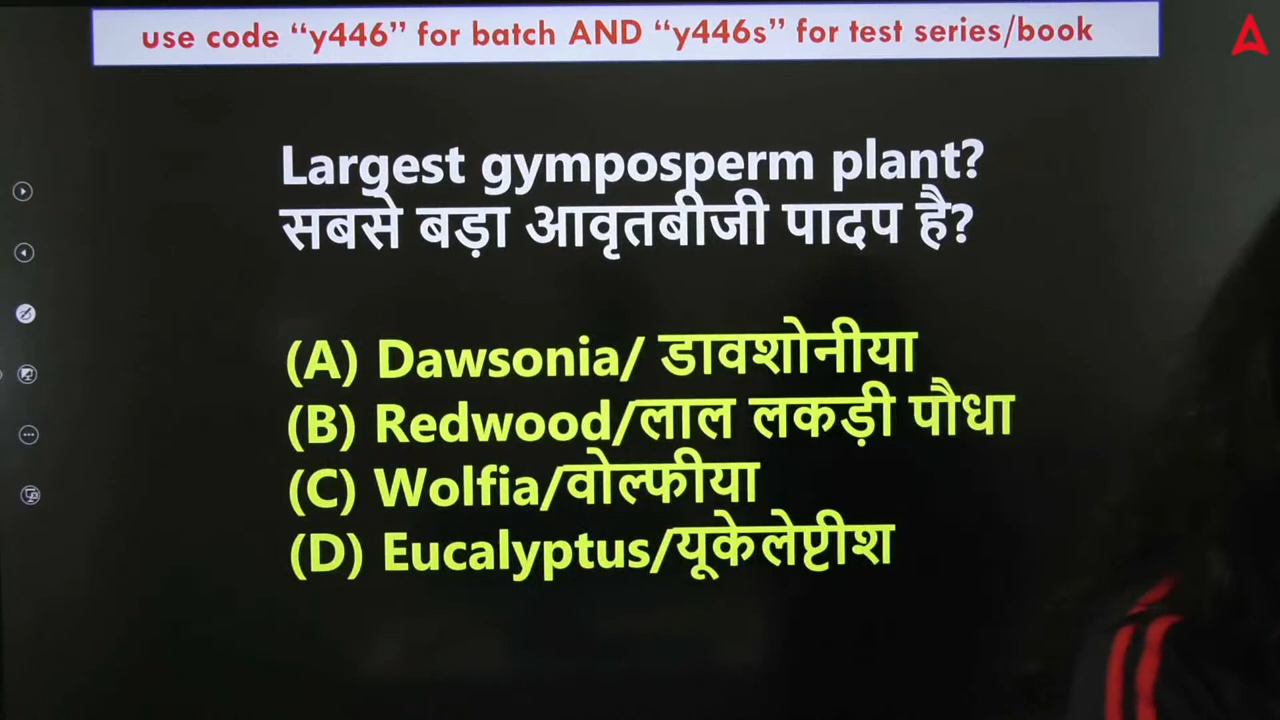 use code “y446” for batch AND “y446s” for test series/book
Largest gymposperm plant?
सबसे बड़ा आवृतबीजी पादप है?
(A) Dawsonia/ डावशोनीया
(B) Redwood/लाल लकड़ी पौधा
(C) Wolfia/वोल्फीया
(D) Eucalyptus/यूकेलेप्टीश